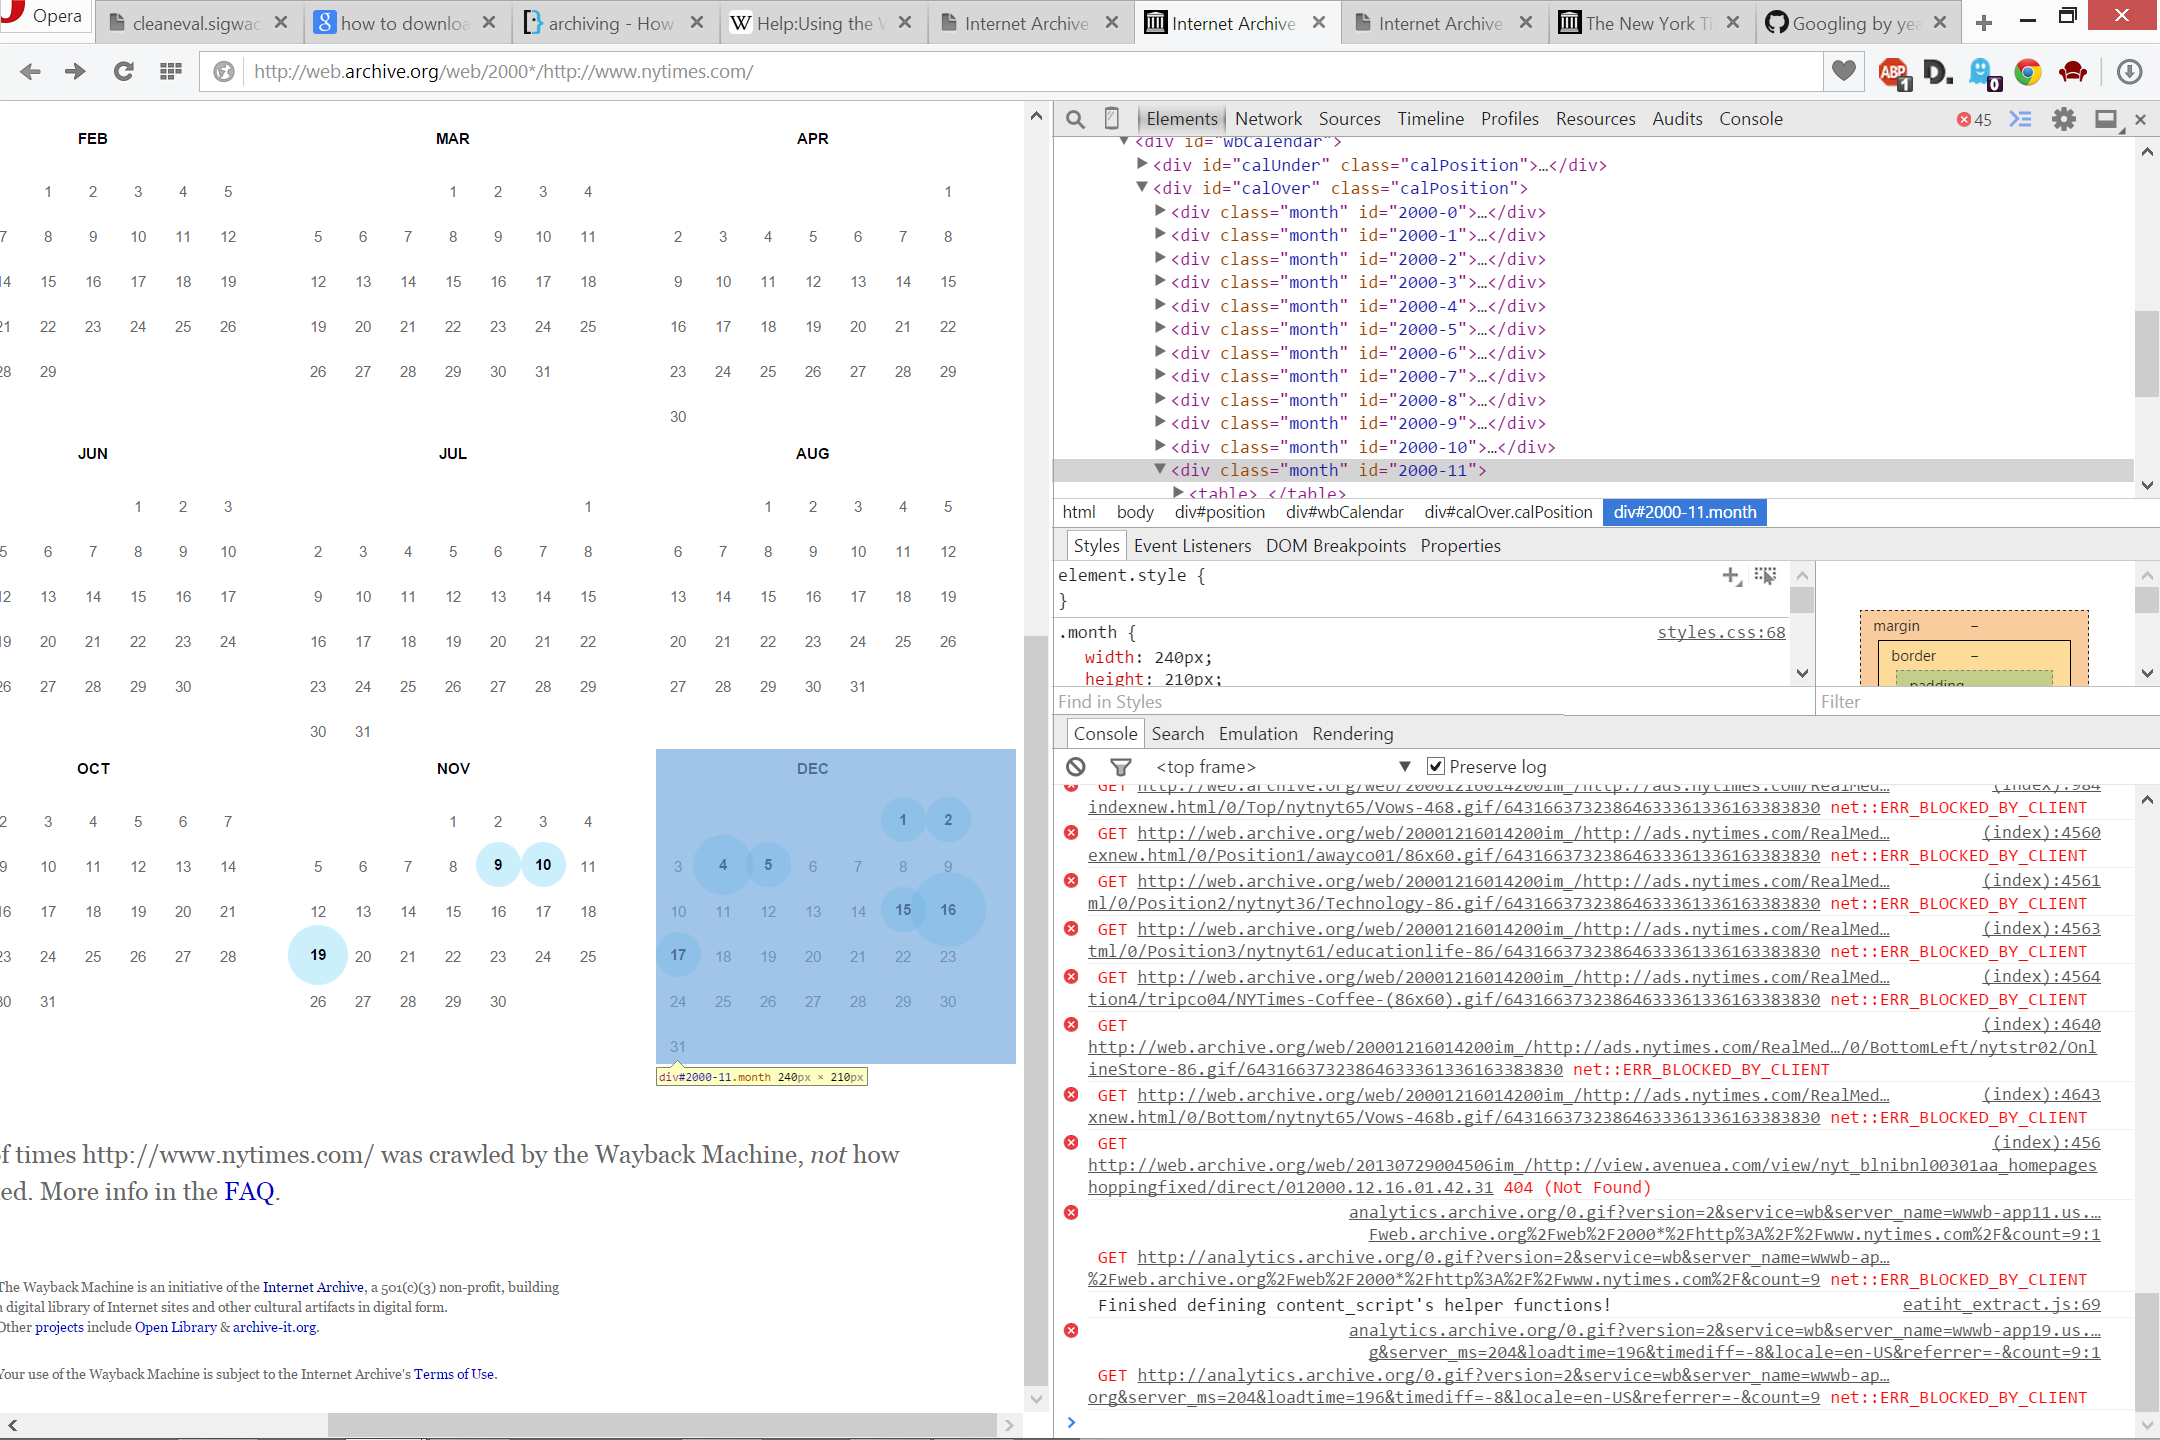 Opera
cleaneval.sigwac
how to downloa
archiving - How
Help:Using the W
Internet Archive
Internet Archive
Internet Archive
The New York Ti
Googling by yea
http://web.archive.org/web/2000*/http://www.nytimes.com/
ABP 1
D.
0
FEB MAR APR
1 2 3 4 5 1 2 3 4 1
7 8 9 10 11 12 5 6 7 8 9 10 11 2 3 4 5 6 7 8
14 15 16 17 18 19 12 13 14 15 16 17 18 9 10 11 12 13 14 15
21 22 23 24 25 26 19 20 21 22 23 24 25 16 17 18 19 20 21 22
28 29 26 27 28 29 30 31 23 24 25 26 27 28 29
30
JUN JUL AUG
1 2 3 1 1 2 3 4 5
5 6 7 8 9 10 2 3 4 5 6 7 8 6 7 8 9 10 11 12
12 13 14 15 16 17 9 10 11 12 13 14 15 13 14 15 16 17 18 19
19 20 21 22 23 24 16 17 18 19 20 21 22 20 21 22 23 24 25 26
26 27 28 29 30 23 24 25 26 27 28 29 27 28 29 30 31
30 31
OCT NOV DEC
2 3 4 5 6 7 1 2 3 4 1 2
9 10 11 12 13 14 5 6 7 8 9 10 11 3 4 5 6 7 8 9
16 17 18 19 20 21 12 13 14 15 16 17 18 10 11 12 13 14 15 16
23 24 25 26 27 28 19 20 21 22 23 24 25 17 18 19 20 21 22 23
30 31 26 27 28 29 30 24 25 26 27 28 29 30
31
div#2000-11.month 240px × 210px
of times http://www.nytimes.com/ was crawled by the Wayback Machine, not how
ed. More info in the FAQ.
The Wayback Machine is an initiative of the Internet Archive, a 501(c)(3) non-profit, building
a digital library of Internet sites and other cultural artifacts in digital form.
Other projects include Open Library & archive-it.org.
Your use of the Wayback Machine is subject to the Internet Archive's Terms of Use.
Elements Network Sources Timeline Profiles Resources Audits Console 45
<div id="wbCalendar">
<div id="calUnder" class="calPosition">…</div>
<div id="calOver" class="calPosition">
<div class="month" id="2000-0">…</div>
<div class="month" id="2000-1">…</div>
<div class="month" id="2000-2">…</div>
<div class="month" id="2000-3">…</div>
<div class="month" id="2000-4">…</div>
<div class="month" id="2000-5">…</div>
<div class="month" id="2000-6">…</div>
<div class="month" id="2000-7">…</div>
<div class="month" id="2000-8">…</div>
<div class="month" id="2000-9">…</div>
<div class="month" id="2000-10">…</div>
<div class="month" id="2000-11">
<table> </table>
html body div#position div#wbCalendar div#calOver.calPosition div#2000-11.month
Styles Event Listeners DOM Breakpoints Properties
element.style {
}
.month { styles.css:68
width: 240px;
height: 210px;
margin –
border –
padding
Find in Styles
Filter
Console Search Emulation Rendering
<top frame> Preserve log
GET http://web.archive.org/web/20001216014200im_/http://ads.nytimes.com/RealMed… (index):984
indexnew.html/0/Top/nytnyt65/Vows-468.gif/64316637323864633361336163383830 net::ERR_BLOCKED_BY_CLIENT
GET http://web.archive.org/web/20001216014200im_/http://ads.nytimes.com/RealMed… (index):4560
exnew.html/0/Position1/awayco01/86x60.gif/64316637323864633361336163383830 net::ERR_BLOCKED_BY_CLIENT
GET http://web.archive.org/web/20001216014200im_/http://ads.nytimes.com/RealMed… (index):4561
ml/0/Position2/nytnyt36/Technology-86.gif/64316637323864633361336163383830 net::ERR_BLOCKED_BY_CLIENT
GET http://web.archive.org/web/20001216014200im_/http://ads.nytimes.com/RealMed… (index):4563
tml/0/Position3/nytnyt61/educationlife-86/64316637323864633361336163383830 net::ERR_BLOCKED_BY_CLIENT
GET http://web.archive.org/web/20001216014200im_/http://ads.nytimes.com/RealMed… (index):4564
tion4/tripco04/NYTimes-Coffee-(86x60).gif/64316637323864633361336163383830 net::ERR_BLOCKED_BY_CLIENT
GET (index):4640
http://web.archive.org/web/20001216014200im_/http://ads.nytimes.com/RealMed…/0/BottomLeft/nytstr02/Onl
ineStore-86.gif/64316637323864633361336163383830 net::ERR_BLOCKED_BY_CLIENT
GET http://web.archive.org/web/20001216014200im_/http://ads.nytimes.com/RealMed… (index):4643
xnew.html/0/Bottom/nytnyt65/Vows-468b.gif/64316637323864633361336163383830 net::ERR_BLOCKED_BY_CLIENT
GET (index):456
http://web.archive.org/web/20130729004506im_/http://view.avenuea.com/view/nyt_blnibnl00301aa_homepages
hoppingfixed/direct/012000.12.16.01.42.31 404 (Not Found)
analytics.archive.org/0.gif?version=2&service=wb&server_name=wwwb-app11.us.…
Fweb.archive.org%2Fweb%2F2000*%2Fhttp%3A%2F%2Fwww.nytimes.com%2F&count=9:1
GET http://analytics.archive.org/0.gif?version=2&service=wb&server_name=wwwb-ap…
%2Fweb.archive.org%2Fweb%2F2000*%2Fhttp%3A%2F%2Fwww.nytimes.com%2F&count=9 net::ERR_BLOCKED_BY_CLIENT
Finished defining content_script's helper functions! eatiht_extract.js:69
analytics.archive.org/0.gif?version=2&service=wb&server_name=wwwb-app19.us.…
g&server_ms=204&loadtime=196&timediff=-8&locale=en-US&referrer=-&count=9:1
GET http://analytics.archive.org/0.gif?version=2&service=wb&server_name=wwwb-ap…
org&server_ms=204&loadtime=196&timediff=-8&locale=en-US&referrer=-&count=9 net::ERR_BLOCKED_BY_CLIENT